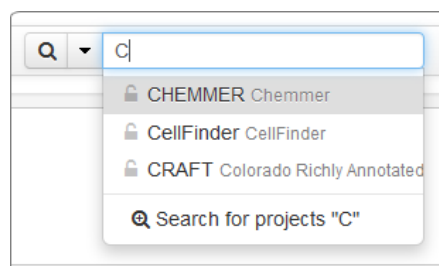 C
CHEMMER Chemmer
CellFinder CellFinder
CRAFT Colorado Richly Annotated
Search for projects "C"